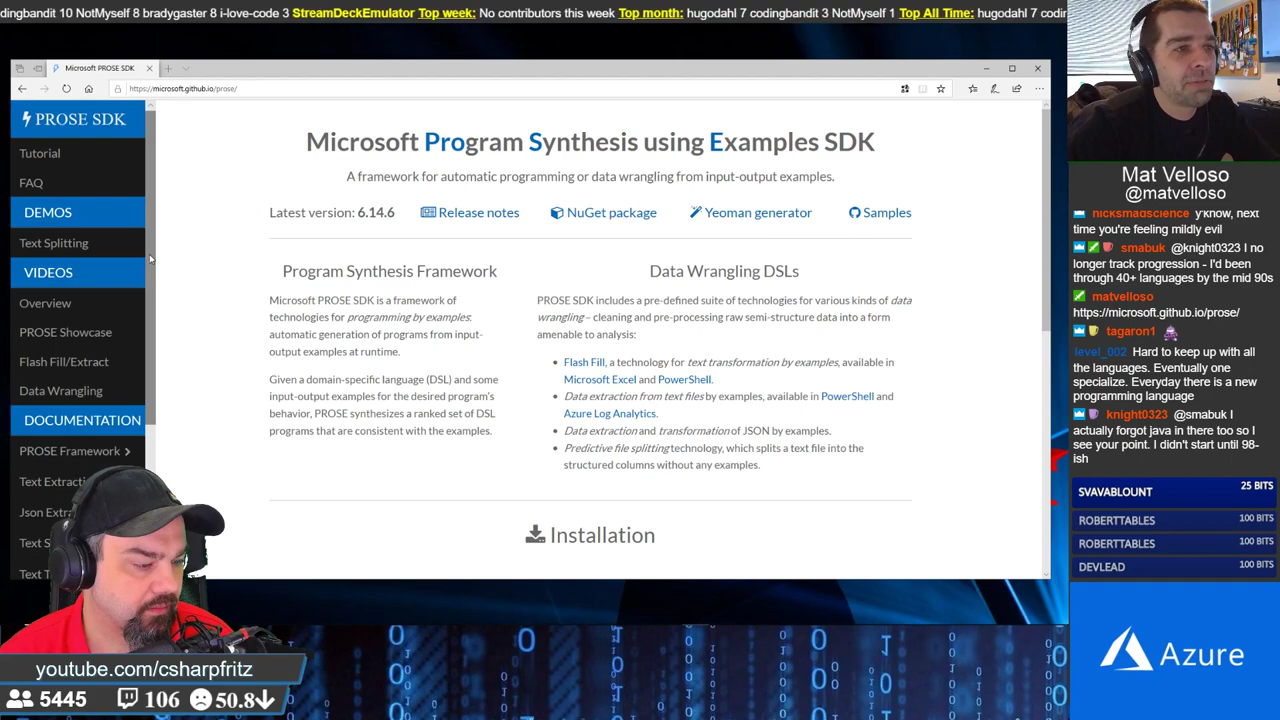 dingbandit 10 NotMyself 8 bradygaster 8 i-love-code 3 StreamDeckEmulator Top week: No contributors this week Top month: hugodahl 7 codingbandit 3 NotMyself 1 Top All Time: hugodahl 7 codin
Microsoft PROSE SDK
https://microsoft.github.io/prose/
PROSE SDK
Tutorial
FAQ
DEMOS
Text Splitting
VIDEOS
Overview
PROSE Showcase
Flash Fill/Extract
Data Wrangling
DOCUMENTATION
PROSE Framework
Text Extracti
Json Extra
Text S
Text T
Microsoft Program Synthesis using Examples SDK
A framework for automatic programming or data wrangling from input-output examples.
Latest version: 6.14.6
Release notes
NuGet package
Yeoman generator
Samples
Program Synthesis Framework
Microsoft PROSE SDK is a framework of
technologies for programming by examples:
automatic generation of programs from input-
output examples at runtime.
Given a domain-specific language (DSL) and some
input-output examples for the desired program's
behavior, PROSE synthesizes a ranked set of DSL
programs that are consistent with the examples.
Data Wrangling DSLs
PROSE SDK includes a pre-defined suite of technologies for various kinds of data
wrangling – cleaning and pre-processing raw semi-structure data into a form
amenable to analysis:
Flash Fill, a technology for text transformation by examples, available in
Microsoft Excel and PowerShell.
Data extraction from text files by examples, available in PowerShell and
Azure Log Analytics.
Data extraction and transformation of JSON by examples.
Predictive file splitting technology, which splits a text file into the
structured columns without any examples.
Installation
Mat Velloso
@matvelloso
nicksmadscience y'know, next
time you're feeling mildly evil
smabuk @knight0323 I no
longer track progression - I'd been
through 40+ languages by the mid 90s
matvelloso
https://microsoft.github.io/prose/
tagaron1
level_002 Hard to keep up with all
the languages. Eventually one
specialize. Everyday there is a new
programming language
knight0323 @smabuk I
actually forgot java in there too so I
see your point. I didn't start until 98-
ish
SVAVABLOUNT 25 BITS
ROBERTTABLES 100 BITS
ROBERTTABLES 100 BITS
DEVLEAD 100 BITS
Azure
youtube.com/csharpfritz
5445 106 50.8